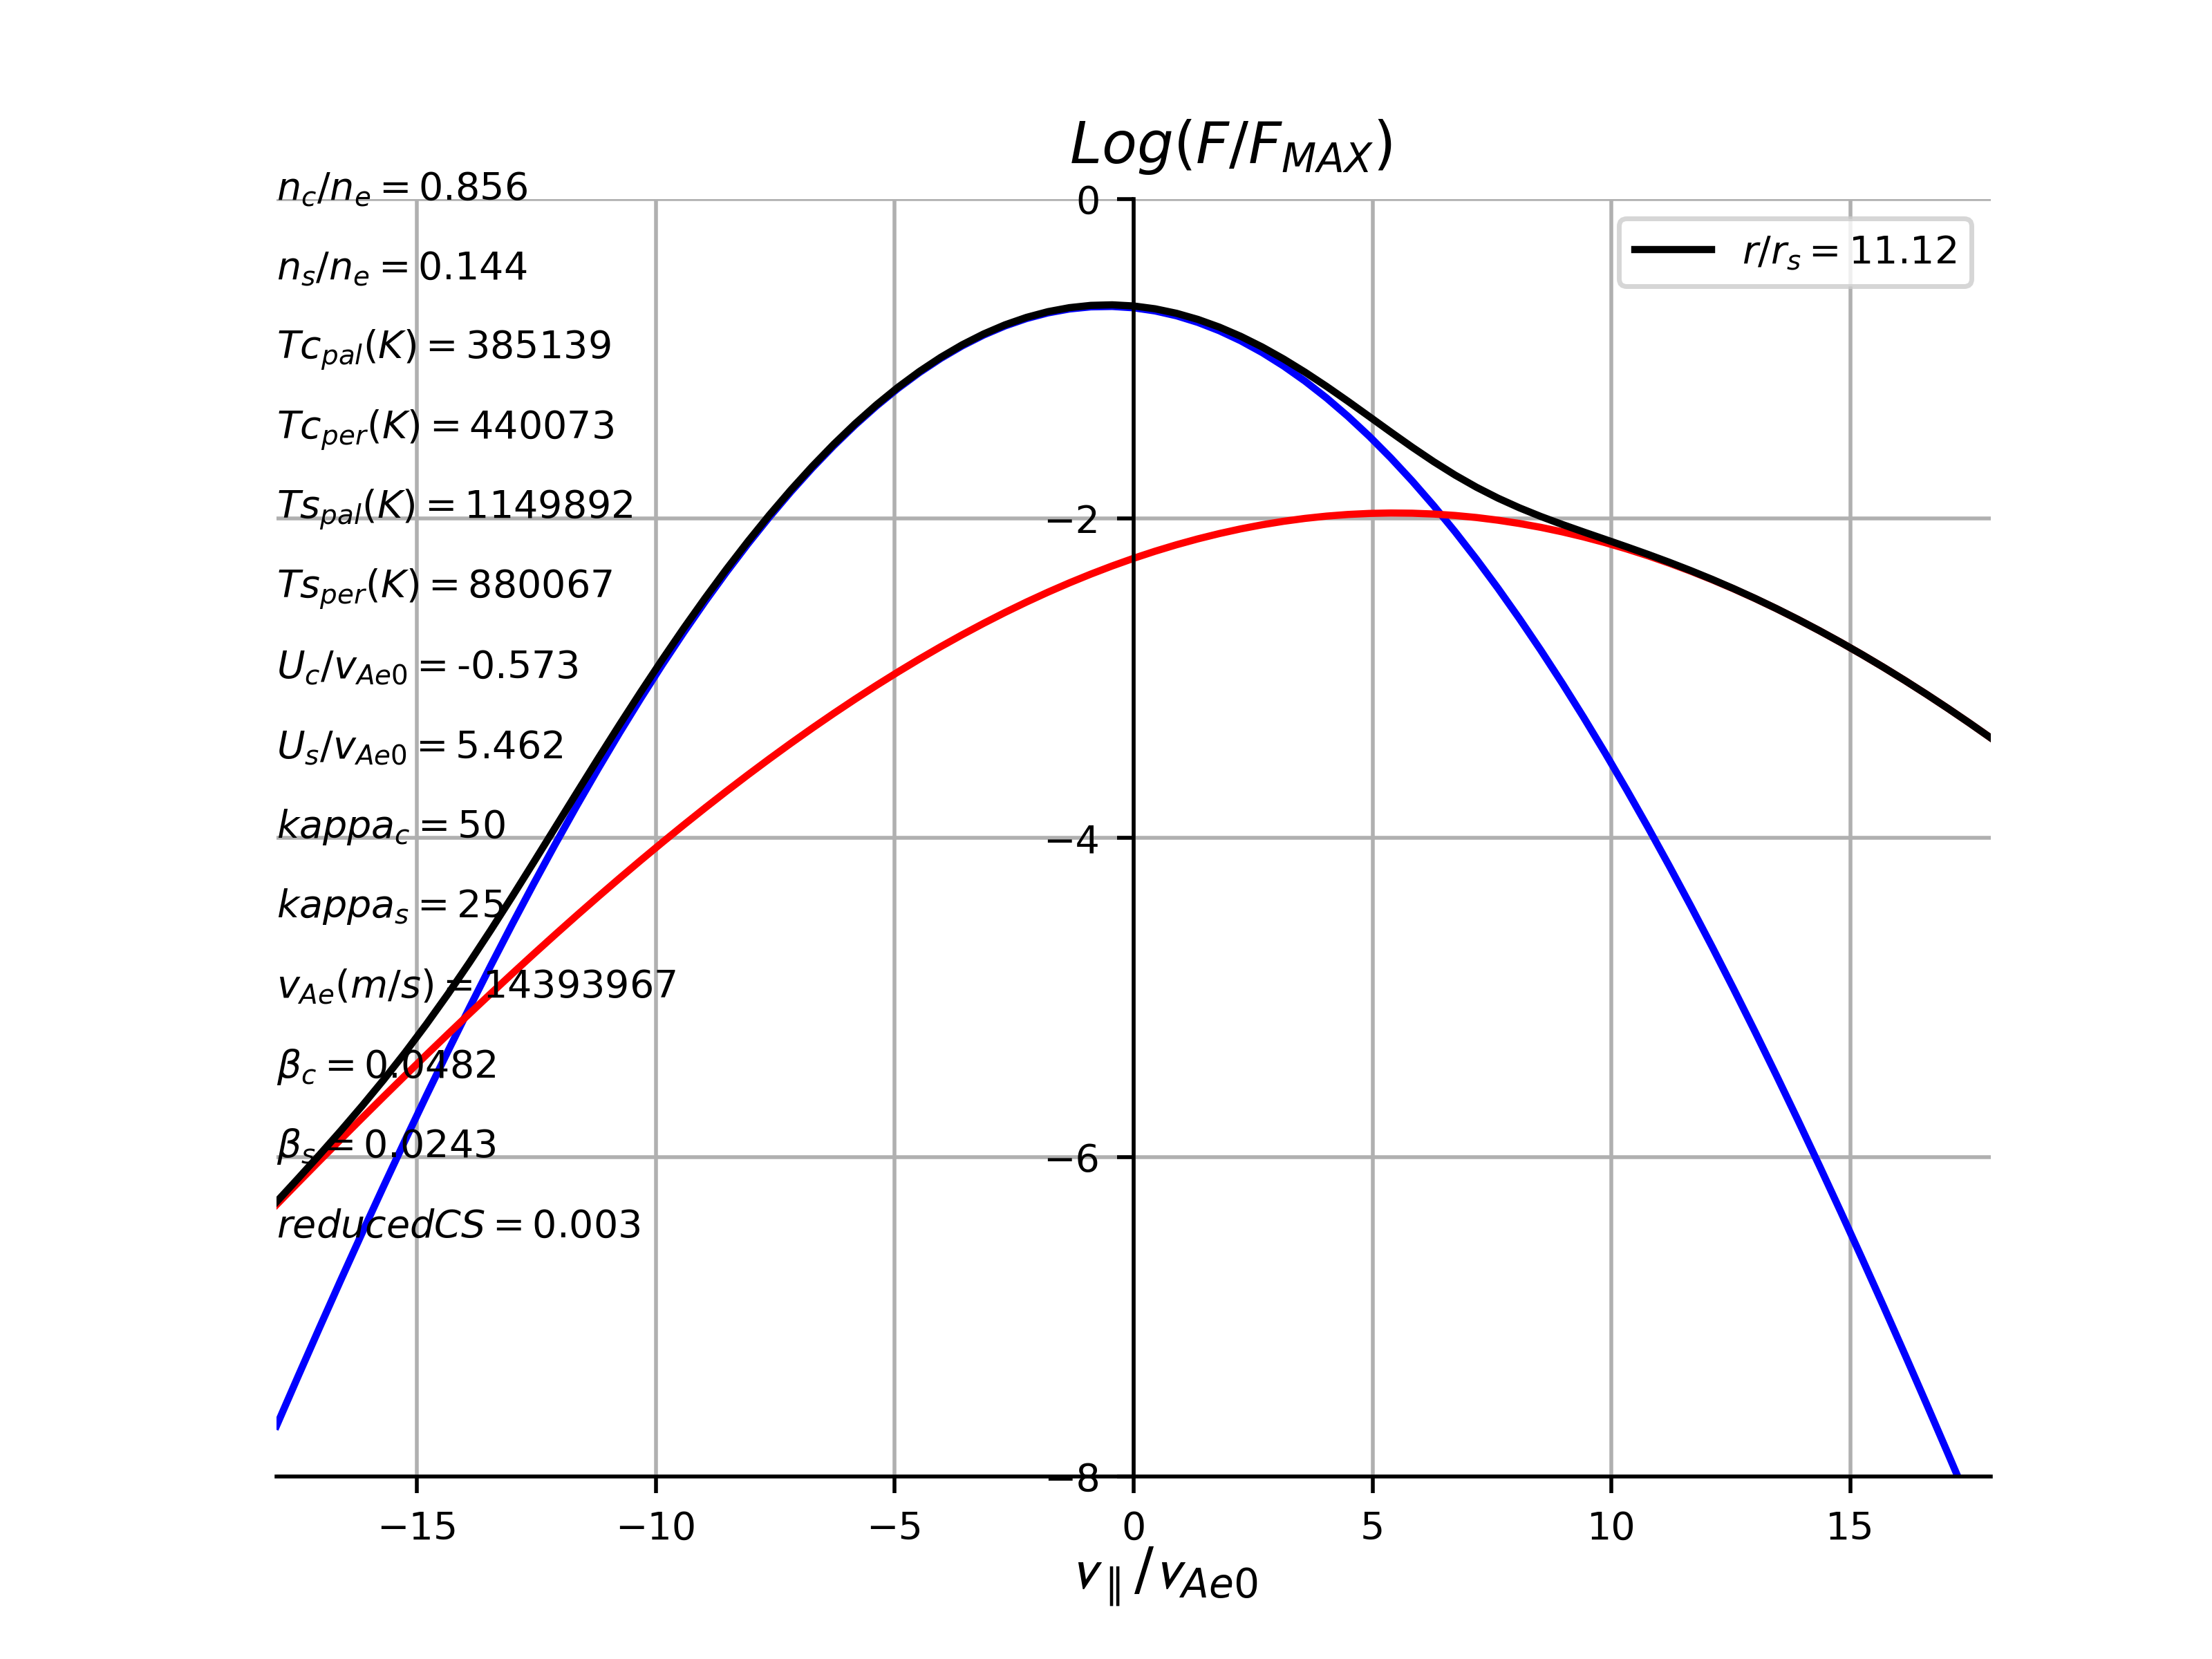 Log(F/F_MAX)
n_c/n_e = 0.856
0
r/r_s = 11.12
n_s/n_e = 0.144
Tc_pal(K) = 385139
Tc_per(K) = 440073
Ts_pal(K) = 1149892
−2
Ts_per(K) = 880067
U_c/v_Ae0 = -0.573
U_s/v_Ae0 = 5.462
kappa_c = 50
−4
kappa_s = 25
v_Ae(m/s) = 14393967
β_c = 0.0482
β_s = 0.0243
−6
reducedCS = 0.003
−8
−15 −10 −5 0 5 10 15
v_∥/v_Ae0